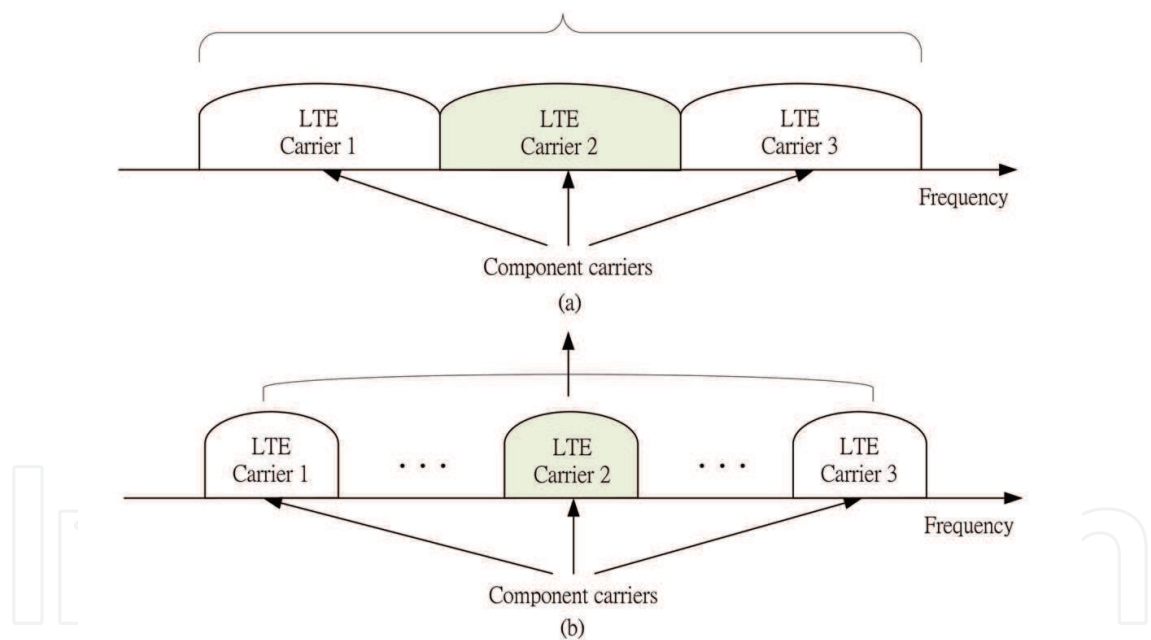 LTE
Carrier 1
LTE
Carrier 2
LTE
Carrier 3
Frequency
Component carriers
(a)
LTE
Carrier 1
. . .
LTE
Carrier 2
. . .
LTE
Carrier 3
Frequency
Component carriers
(b)